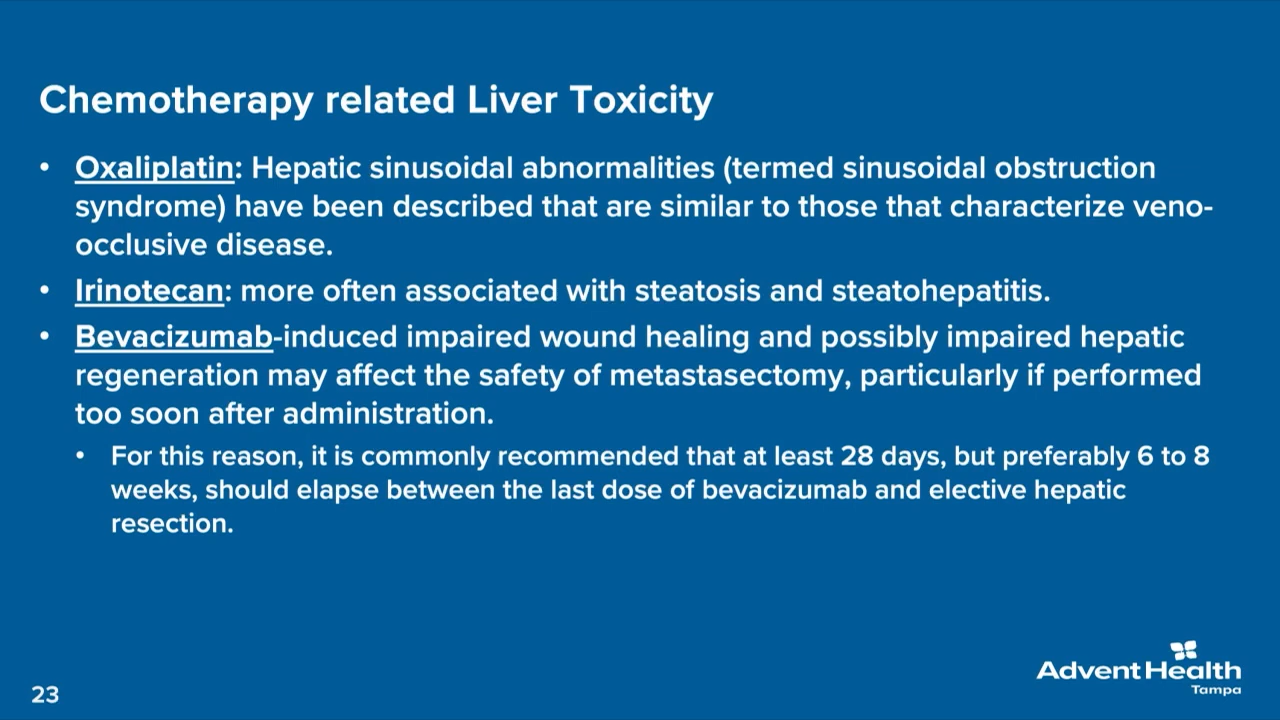 Chemotherapy related Liver Toxicity
• Oxaliplatin: Hepatic sinusoidal abnormalities (termed sinusoidal obstruction
syndrome) have been described that are similar to those that characterize veno-
occlusive disease.
• Irinotecan: more often associated with steatosis and steatohepatitis.
• Bevacizumab-induced impaired wound healing and possibly impaired hepatic
regeneration may affect the safety of metastasectomy, particularly if performed
too soon after administration.
• For this reason, it is commonly recommended that at least 28 days, but preferably 6 to 8
weeks, should elapse between the last dose of bevacizumab and elective hepatic
resection.
AdventHealth
Tampa
23